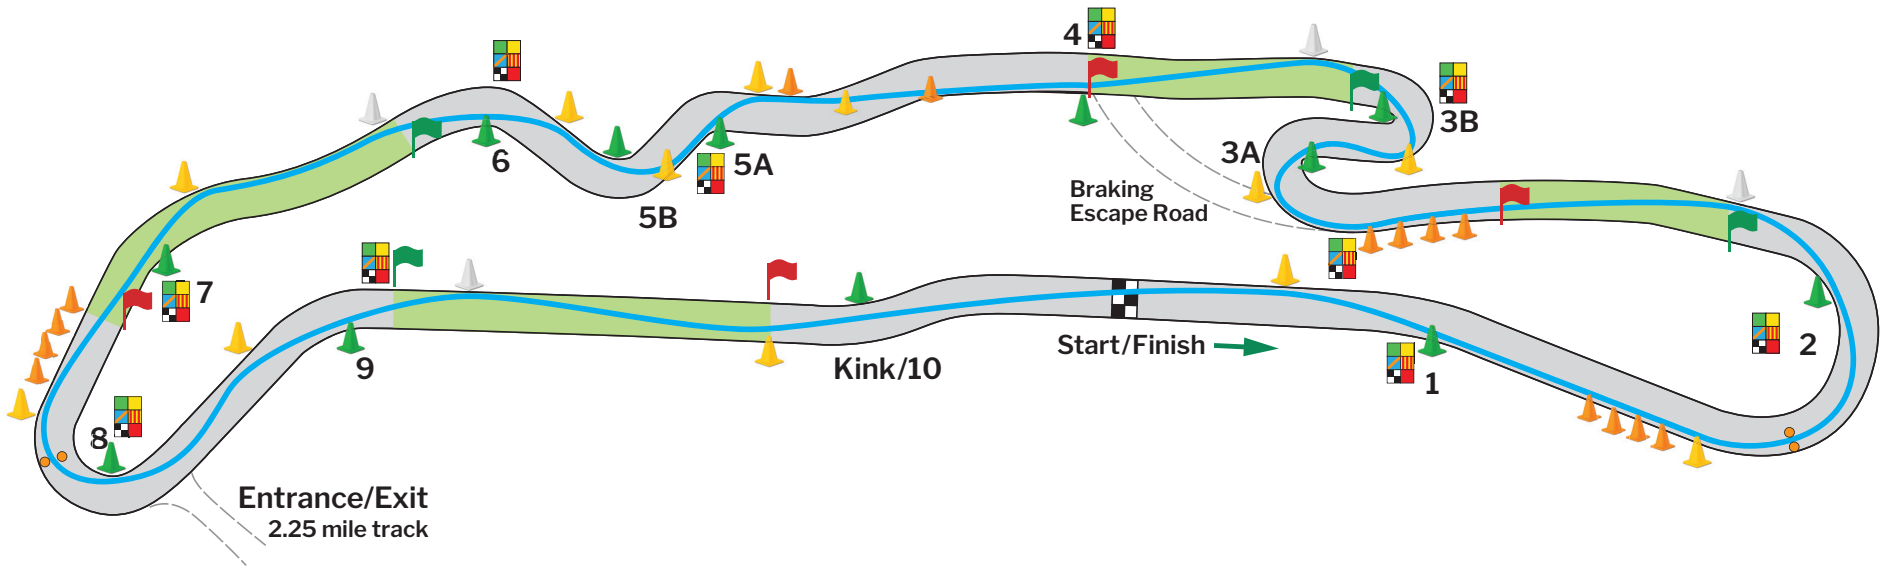 4
3B
3A
6
5A
Braking
Escape Road
5B
7
2
Start/Finish
9
Kink/10
1
8
Entrance/Exit
2.25 mile track